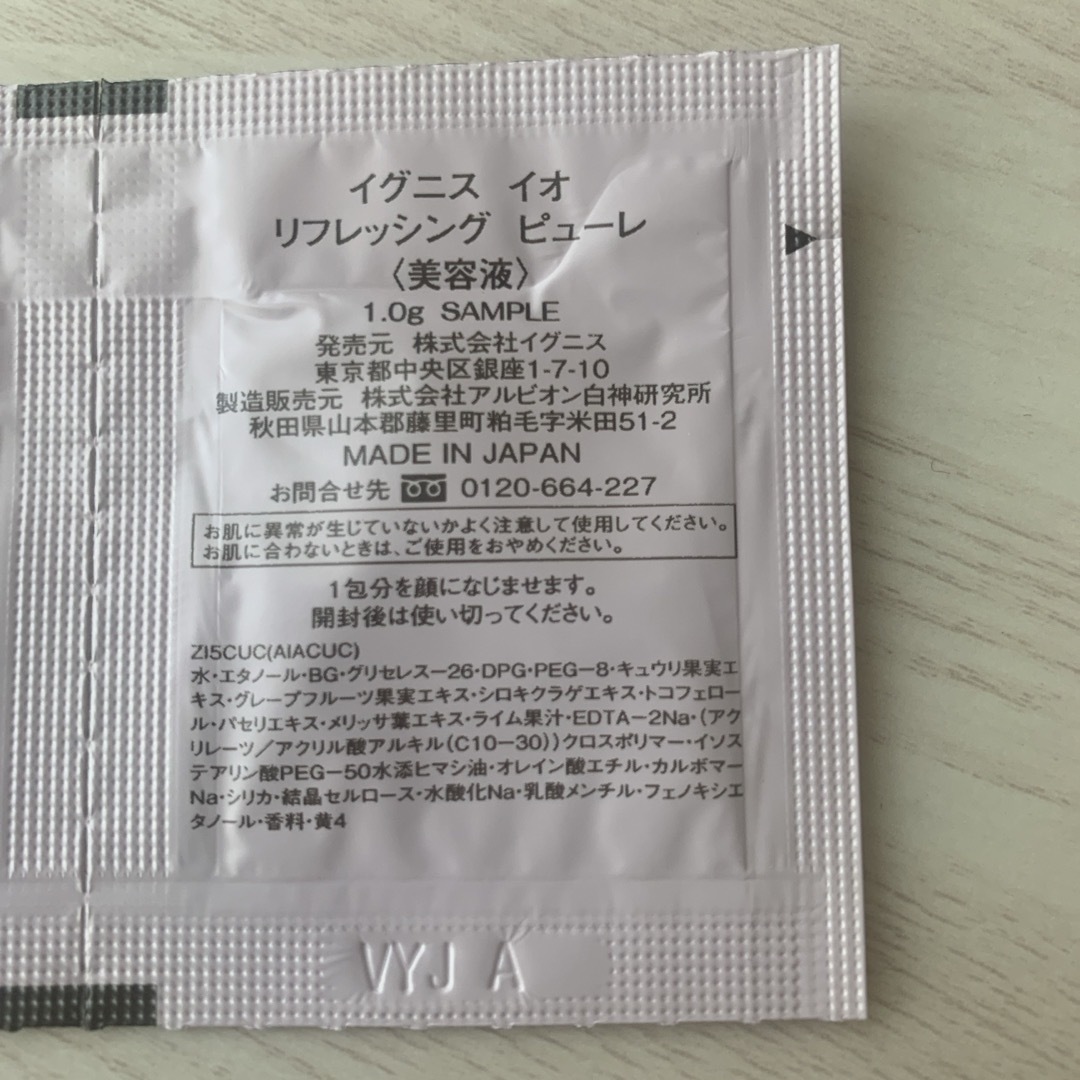 イグニス イオ
リフレッシング ピューレ
〈美容液〉
1.0g SAMPLE
発売元 株式会社イグニス
東京都中央区銀座1-7-10
製造販売元 株式会社アルビオン白神研究所
秋田県山本郡藤里町粕毛字米田51-2
MADE IN JAPAN
お問合せ先 0120-664-227
お肌に異常が生じていないかよく注意して使用してください。
お肌に合わないときは、ご使用をおやめください。
1包分を顔になじませます。
開封後は使い切ってください。
ZI5CUC(AIACUC)
水・エタノール・BG・グリセレス－26・DPG・PEG－8・キュウリ果実エ
キス・グレープフルーツ果実エキス・シロキクラゲエキス・トコフェロー
ル・パセリエキス・メリッサ葉エキス・ライム果汁・EDTA－2Na・（アク
リレーツ／アクリル酸アルキル（C10－30））クロスポリマー・イソス
テアリン酸PEG－50水添ヒマシ油・オレイン酸エチル・カルボマー
Na・シリカ・結晶セルロース・水酸化Na・乳酸メンチル・フェノキシエ
タノール・香料・黄4
VYJ A